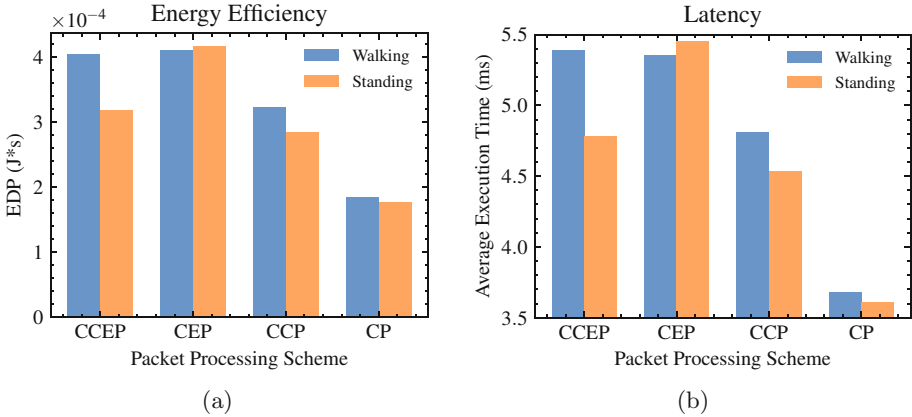 Energy Efficiency
×10⁻⁴
4
3
2
1
0
EDP (J*s)
Walking
Standing
CCEP CEP CCP CP
Packet Processing Scheme
(a)
Latency
5.5
5.0
4.5
4.0
3.5
Average Execution Time (ms)
Walking
Standing
CCEP CEP CCP CP
Packet Processing Scheme
(b)